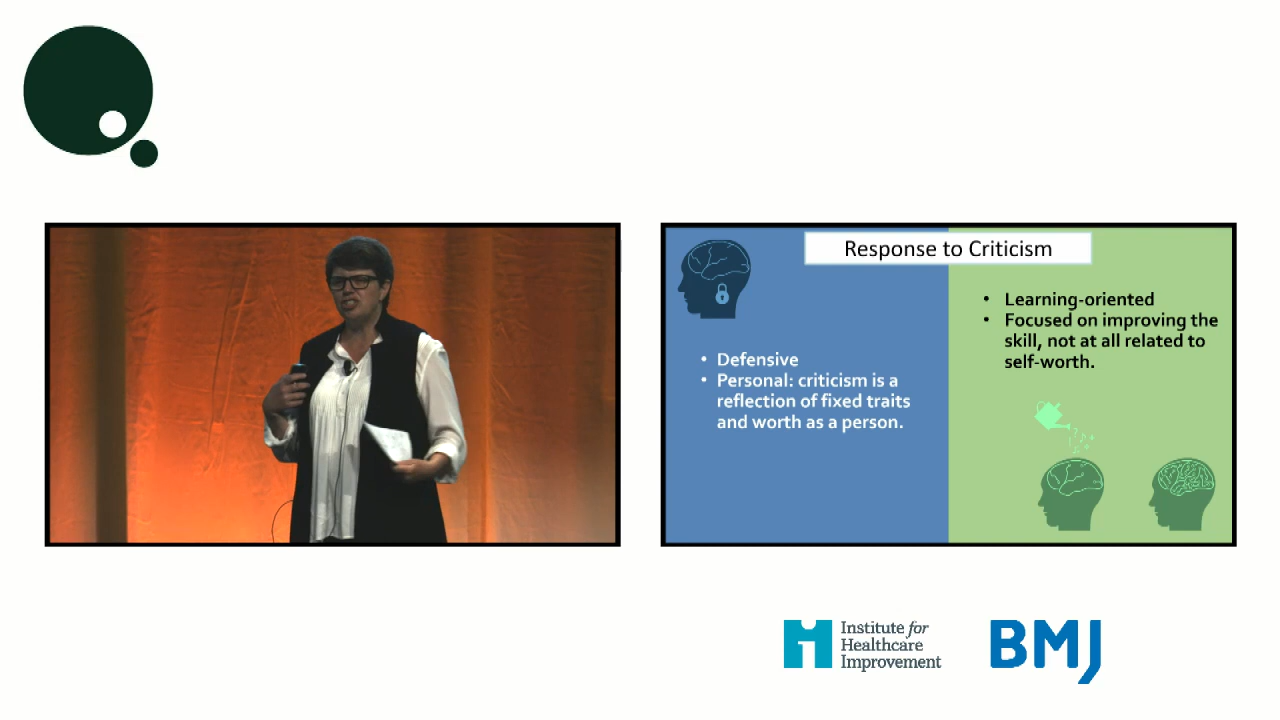 Response to Criticism
• Defensive
• Personal: criticism is a
reflection of fixed traits
and worth as a person.
• Learning-oriented
• Focused on improving the
skill, not at all related to
self-worth.
Institute for
Healthcare
Improvement
BMJ